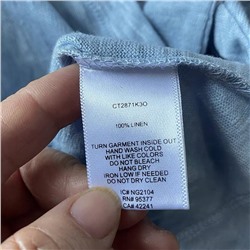 CT2871K3O
100% LINEN
TURN GARMENT INSIDE OUT
HAND WASH COLD
WITH LIKE COLORS
DO NOT BLEACH
HANG DRY
IRON LOW IF NEEDED
DO NOT DRY CLEAN
IC# NG2104
RN# 95377
CA# 42241